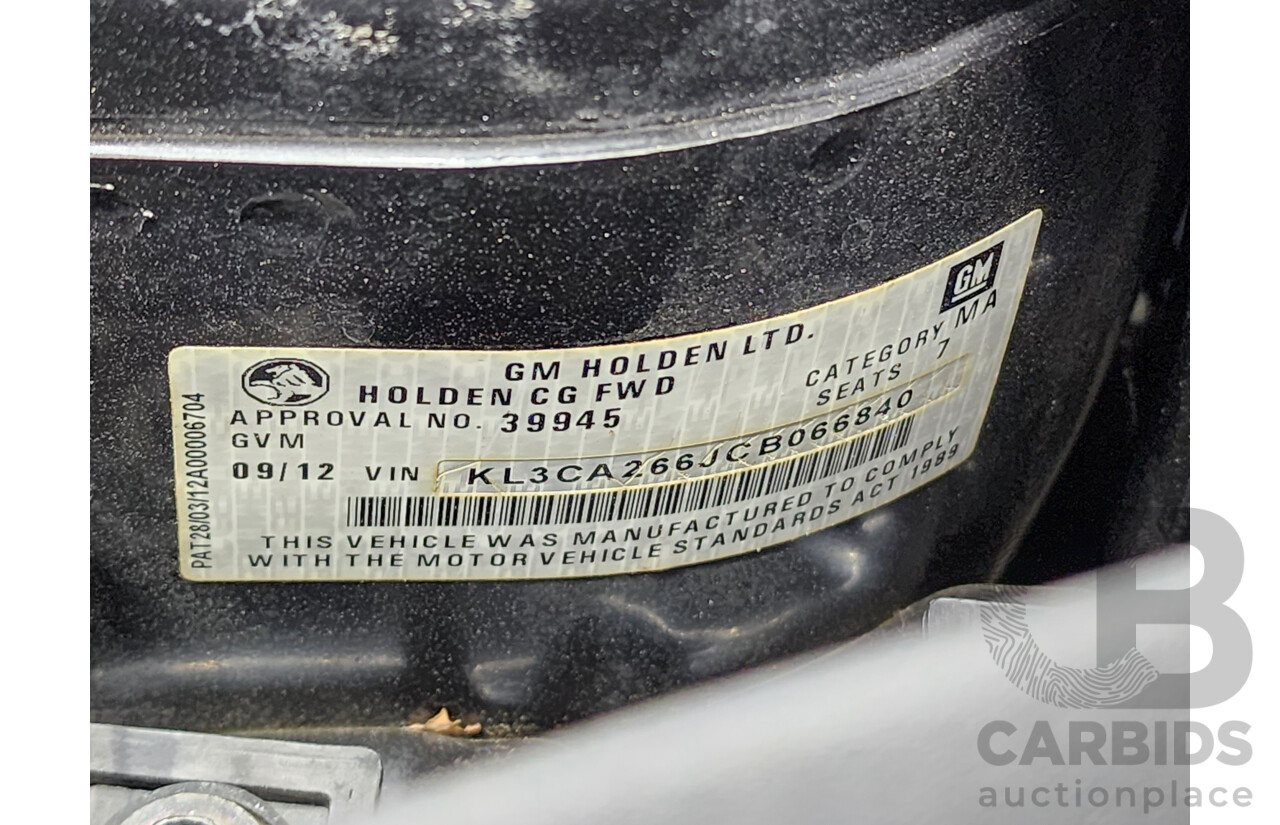 GM
GM HOLDEN LTD.
HOLDEN CG FWD
CATEGORY MA
APPROVAL NO. 39945
SEATS 7
GVM
09/12 VIN KL3CA266JCB066840
THIS VEHICLE WAS MANUFACTURED TO COMPLY
WITH THE MOTOR VEHICLE STANDARDS ACT 1989
PAT28/03/12A00006704
CB
CARBIDS
auctionplace